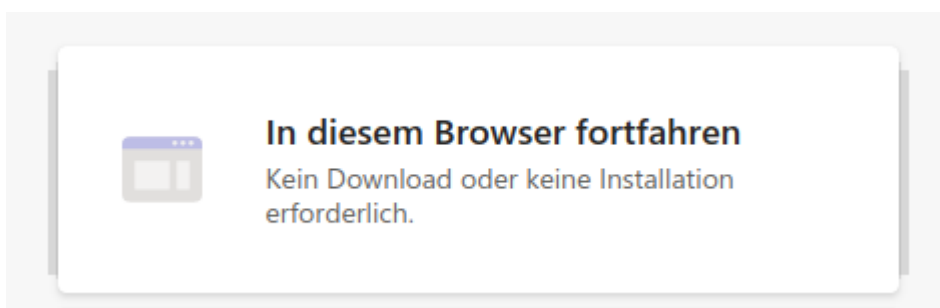 In diesem Browser fortfahren
Kein Download oder keine Installation
erforderlich.